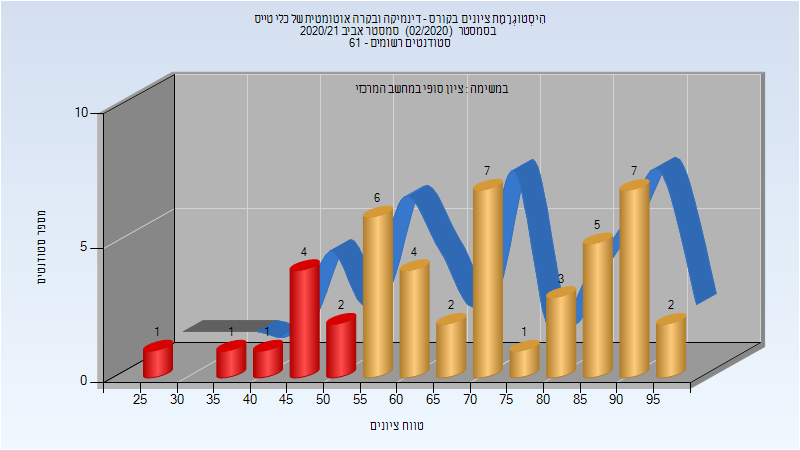 היסטוגרמת ציונים בקורס - דינמיקה ובקרה אוטומטית של כלי טייס
בסמסטר (02/2020) סמסטר אביב 2020/21
סטודנטים רשומים - 61
במשימה : ציון סופי במחשב המרכזי
10
5
0
מספר סטודנטים
1
1
1
4
2
6
4
2
7
1
3
5
7
2
25 30 35 40 45 50 55 60 65 70 75 80 85 90 95
טווח ציונים